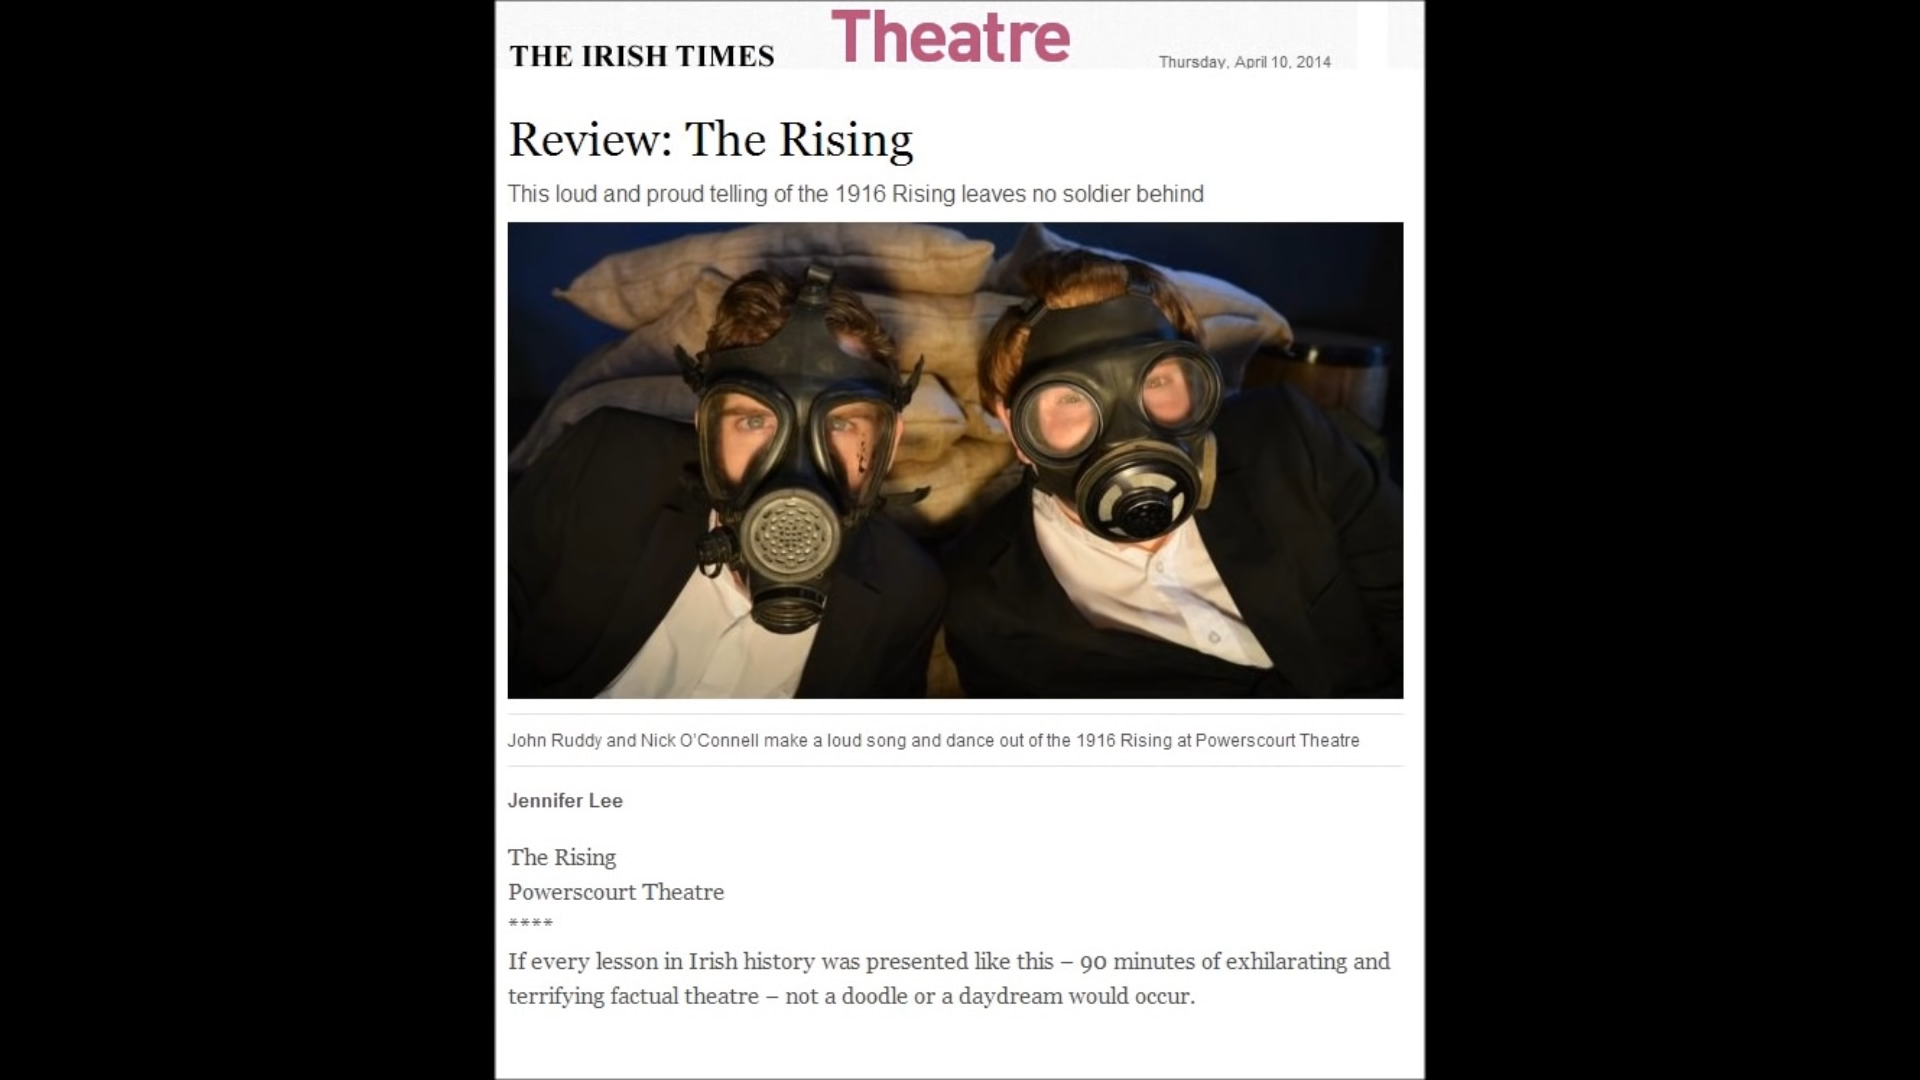 Theatre
THE IRISH TIMES
Thursday, April 10, 2014
Review: The Rising
This loud and proud telling of the 1916 Rising leaves no soldier behind
John Ruddy and Nick O'Connell make a loud song and dance out of the 1916 Rising at Powerscourt Theatre
Jennifer Lee
The Rising
Powerscourt Theatre
****
If every lesson in Irish history was presented like this – 90 minutes of exhilarating and
terrifying factual theatre – not a doodle or a daydream would occur.